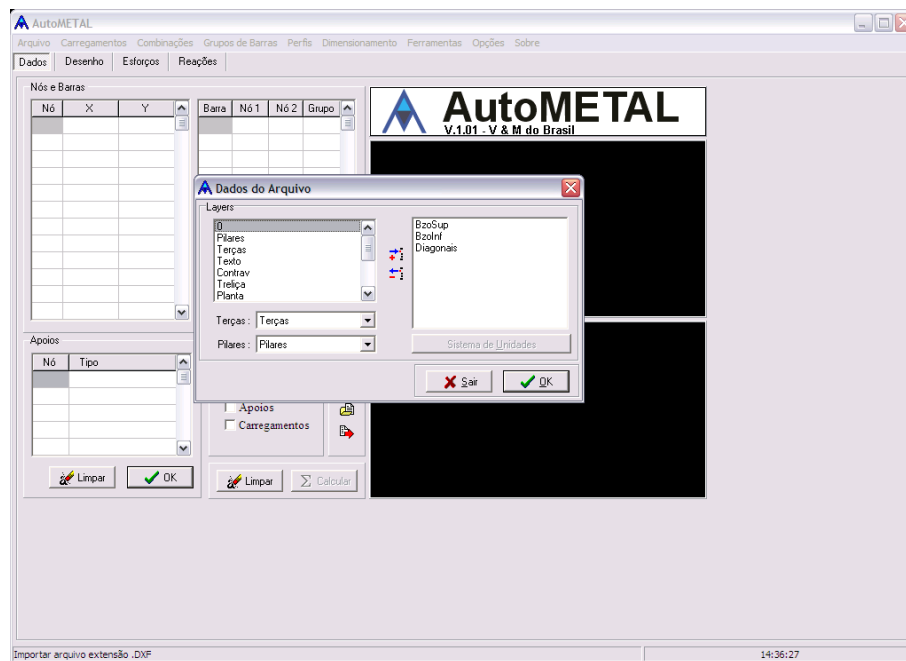 AutoMETAL
Arquivo Carregamentos Combinações Grupos de Barras Perfis Dimensionamento Ferramentas Opções Sobre
Dados Desenho Esforços Reações
Nós e Barras
Nó X Y Barra Nó 1 Nó 2 Grupo
AutoMETAL
V.1.01 - V & M do Brasil
Dados do Arquivo
Layers
0
Pilares
Terças
Texto
Contrav
Treliça
Planta
BzoSup
BzoInf
Diagonais
Terças : Terças
Pilares : Pilares
Sistema de Unidades
Sair OK
Apoios
Nó Tipo
Apoios
Carregamentos
Limpar OK
Limpar Calcular
Importar arquivo extensão .DXF 14:36:27